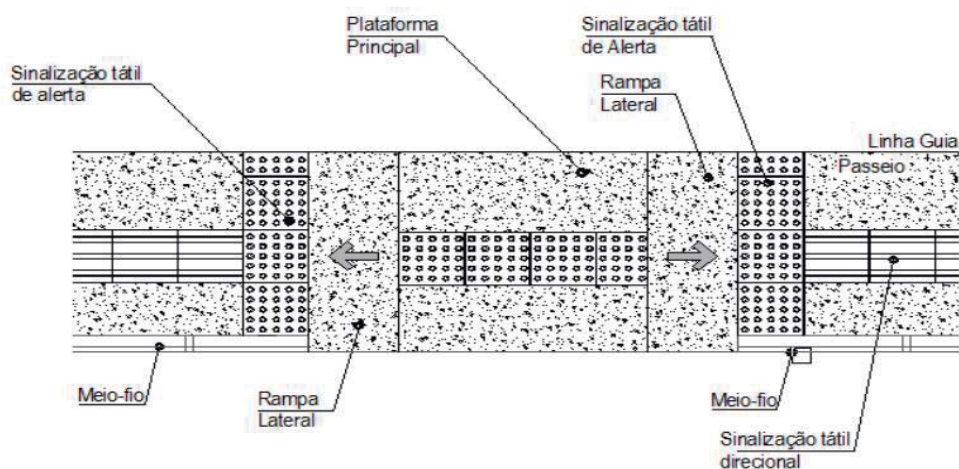 Plataforma
Principal
Sinalização tátil
de Alerta
Sinalização tátil
de alerta
Rampa
Lateral
Linha Guia
Passeio
Meio-fio
Rampa
Lateral
Meio-fio
Sinalização tátil
direcional